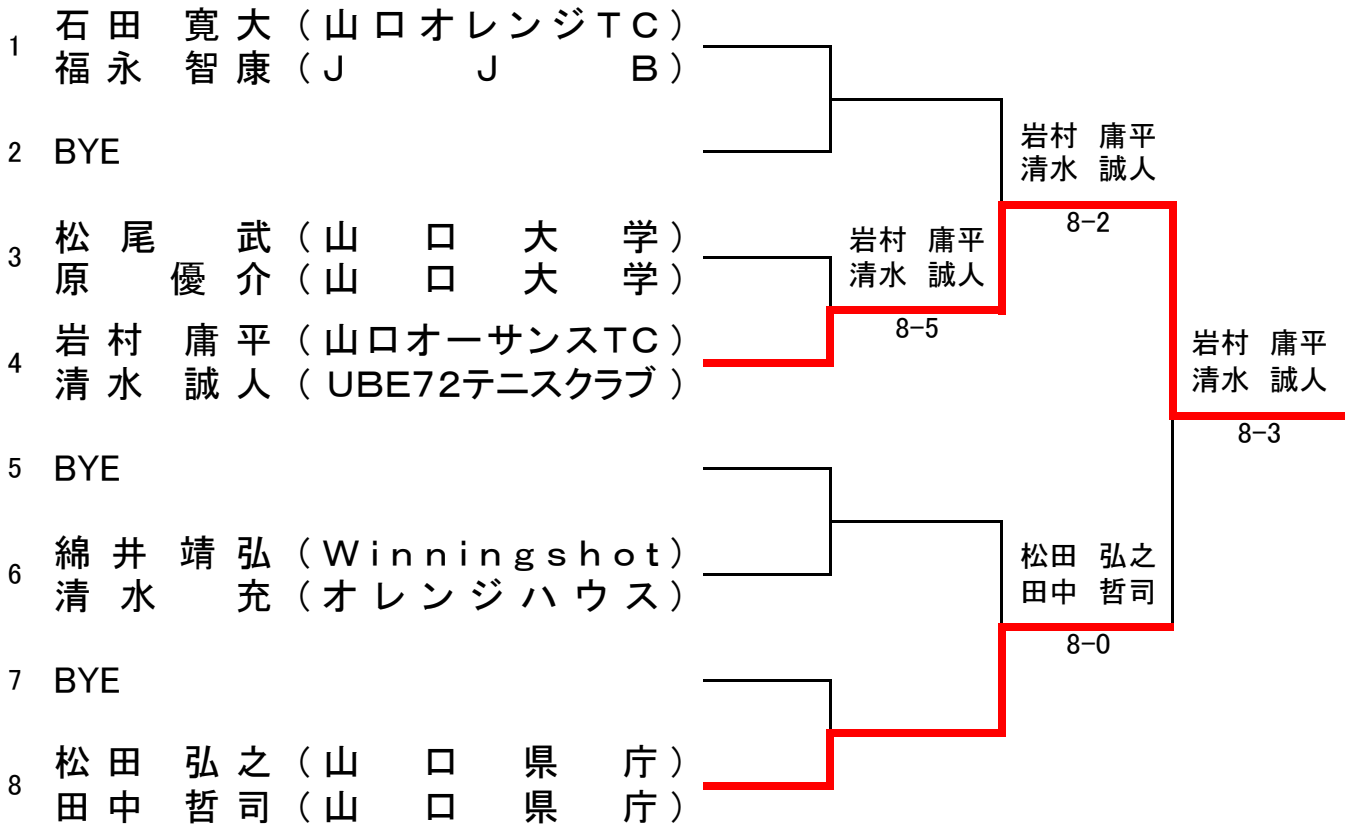 1 石田 寛大(山口オレンジTC)
福永 智康(J J B)
2 BYE
3 松尾 武(山口大学)
原 優介(山口大学)
4 岩村 庸平(山口オーサンスTC)
清水 誠人(UBE72テニスクラブ)
5 BYE
6 綿井 靖弘(Winningshot)
清水 充(オレンジハウス)
7 BYE
8 松田 弘之(山口県庁)
田中 哲司(山口県庁)
岩村 庸平
清水 誠人
8-5
岩村 庸平
清水 誠人
8-2
松田 弘之
田中 哲司
8-0
岩村 庸平
清水 誠人
8-3